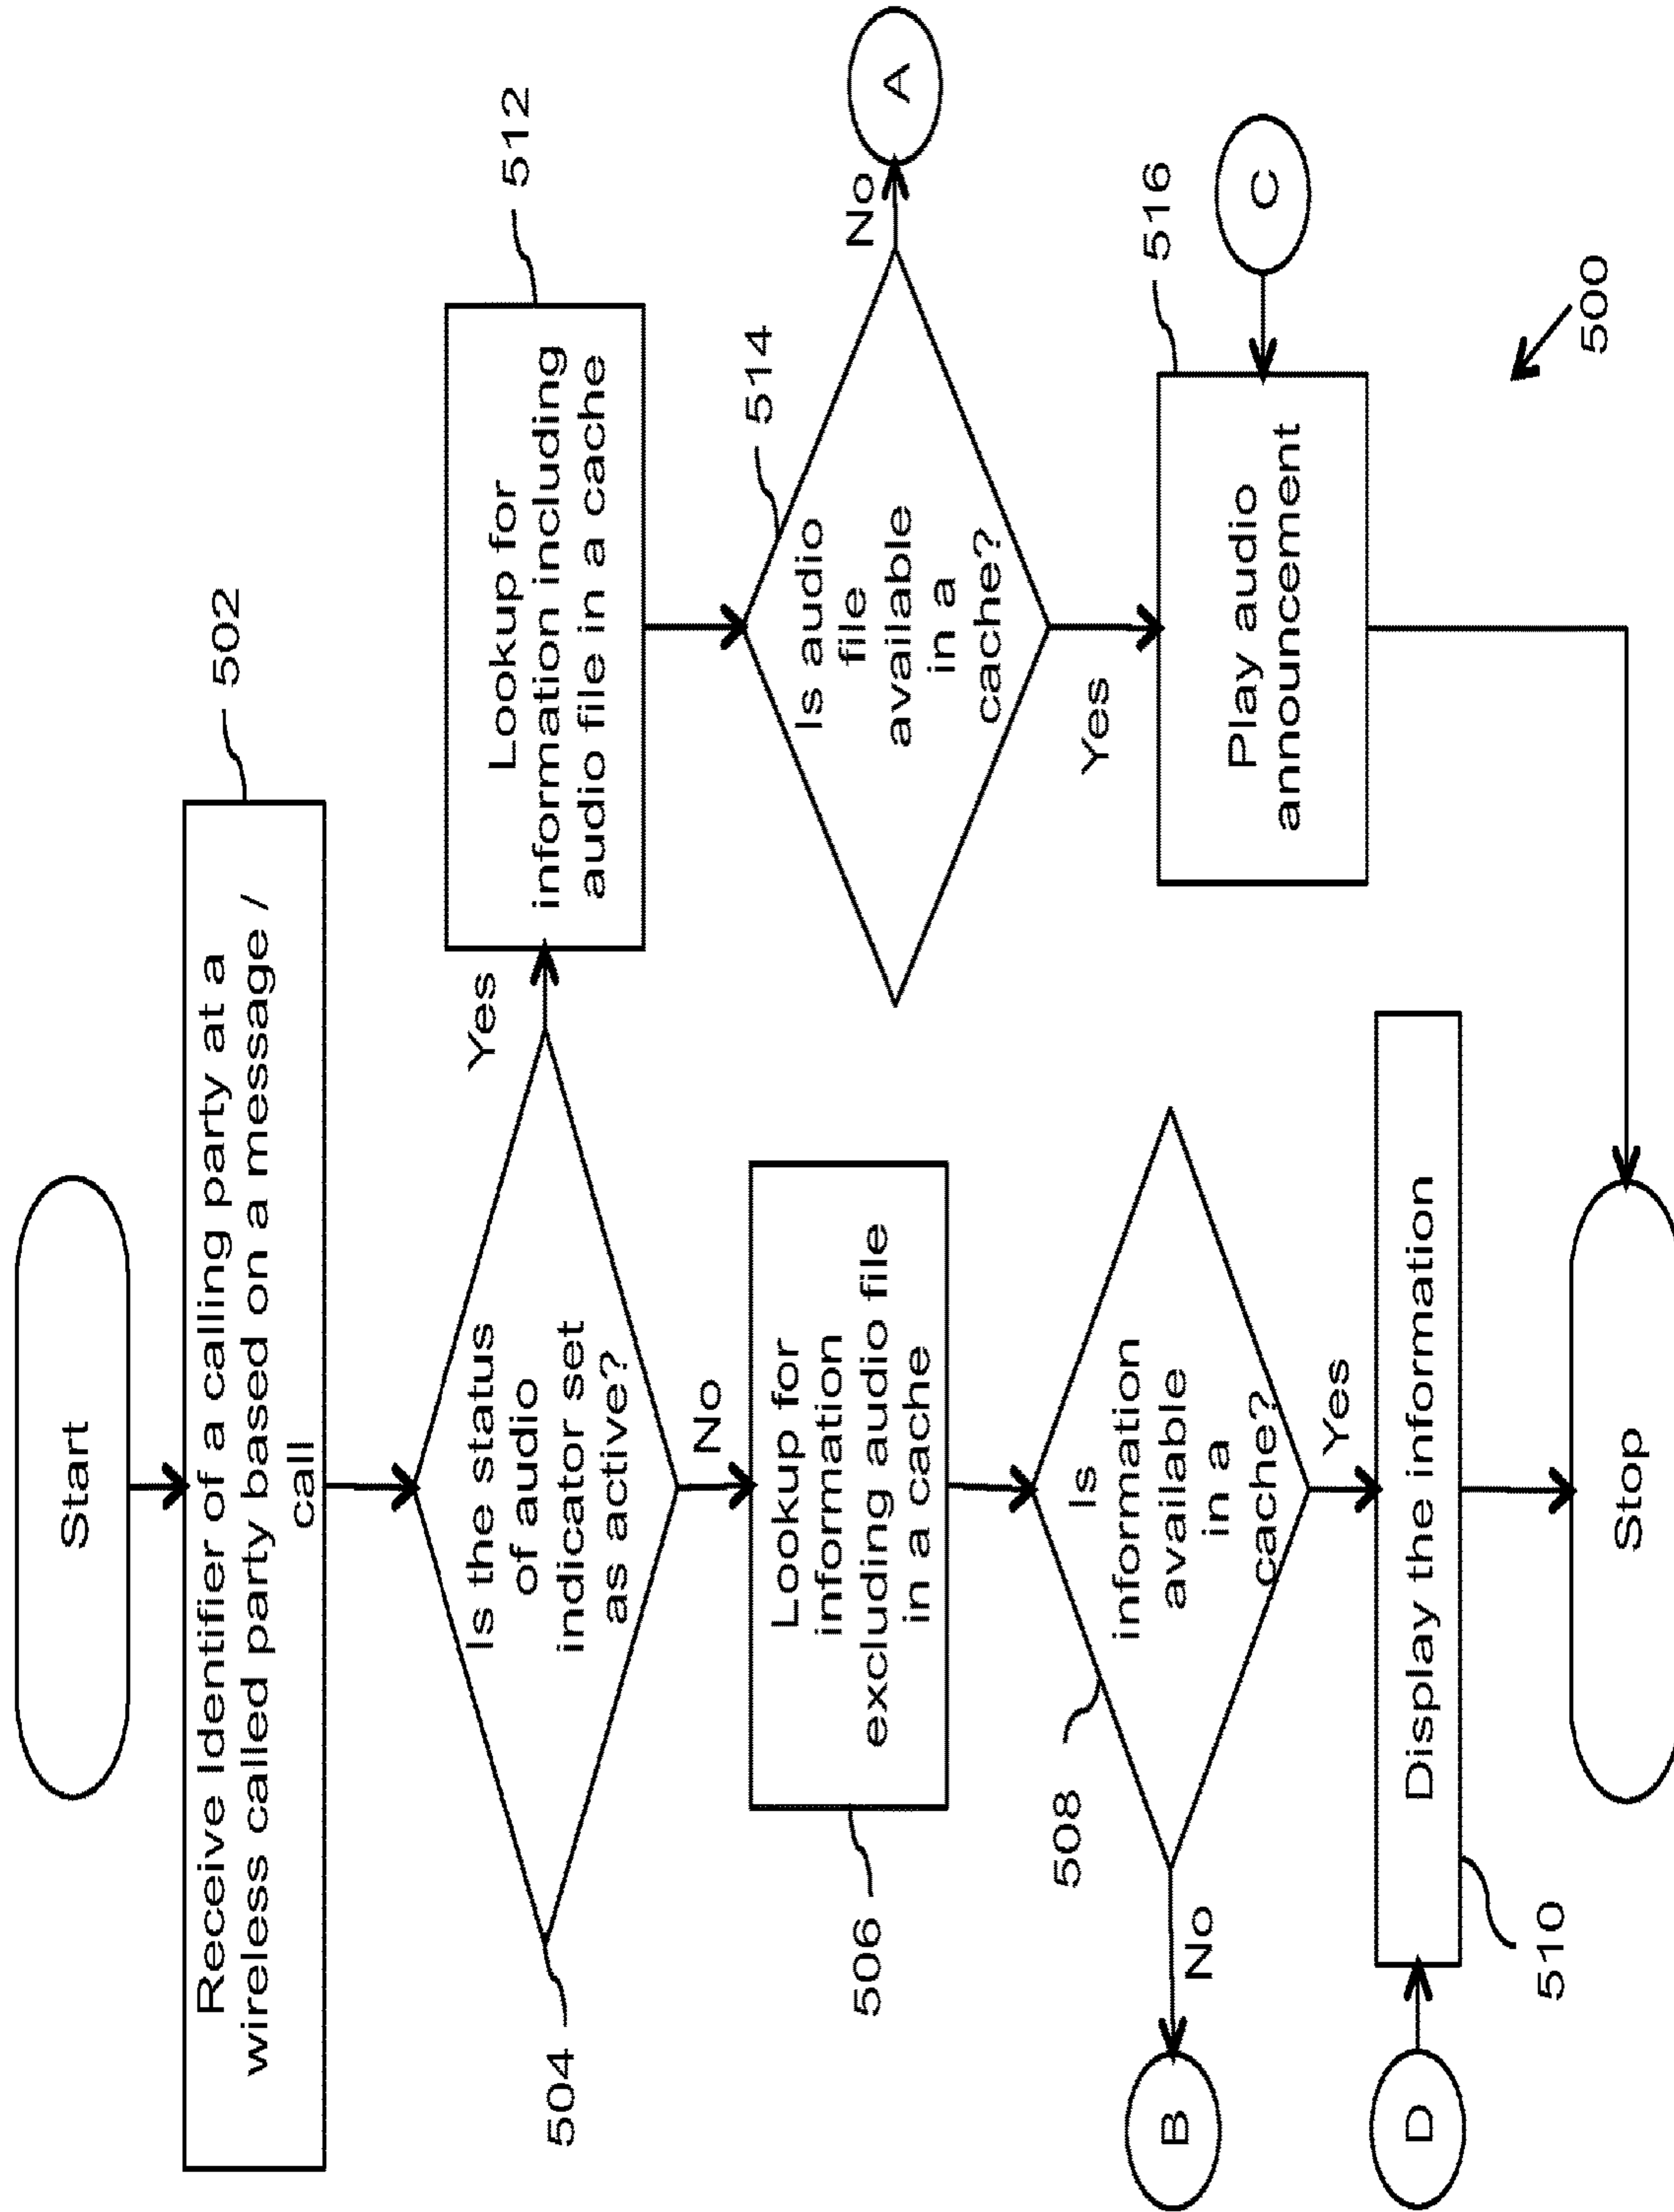 Start
Receive Identifier of a calling party at a
wireless called party based on a message /
call
502
Is the status
of audio
indicator set
as active?
504
Yes
No
Lookup for
information including
audio file in a cache
512
Lookup for
information
excluding audio file
in a cache
506
Is audio
file
available
in a
cache?
514
No
A
Yes
Is
information
available
in a
cache?
508
No
B
Yes
Play audio
announcement
516
C
Display the information
510
D
Stop
500